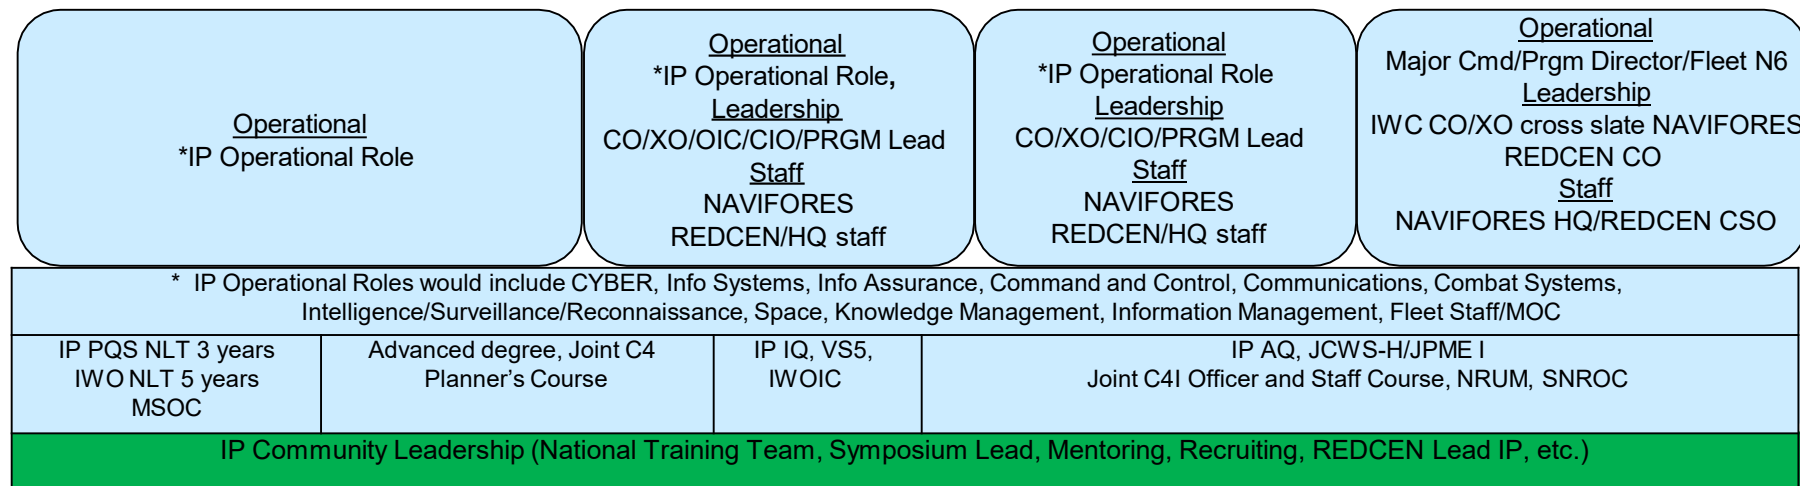 Operational
*IP Operational Role
Operational
*IP Operational Role,
Leadership
CO/XO/OIC/CIO/PRGM Lead
Staff
NAVIFORES
REDCEN/HQ staff
Operational
*IP Operational Role
Leadership
CO/XO/CIO/PRGM Lead
Staff
NAVIFORES
REDCEN/HQ staff
Operational
Major Cmd/Prgm Director/Fleet N6
Leadership
IWC CO/XO cross slate NAVIFORES
REDCEN CO
Staff
NAVIFORES HQ/REDCEN CSO
* IP Operational Roles would include CYBER, Info Systems, Info Assurance, Command and Control, Communications, Combat Systems,
Intelligence/Surveillance/Reconnaissance, Space, Knowledge Management, Information Management, Fleet Staff/MOC
IP PQS NLT 3 years
IWO NLT 5 years
MSOC
Advanced degree, Joint C4
Planner's Course
IP IQ, VS5,
IWOIC
IP AQ, JCWS-H/JPME I
Joint C4I Officer and Staff Course, NRUM, SNROC
IP Community Leadership (National Training Team, Symposium Lead, Mentoring, Recruiting, REDCEN Lead IP, etc.)